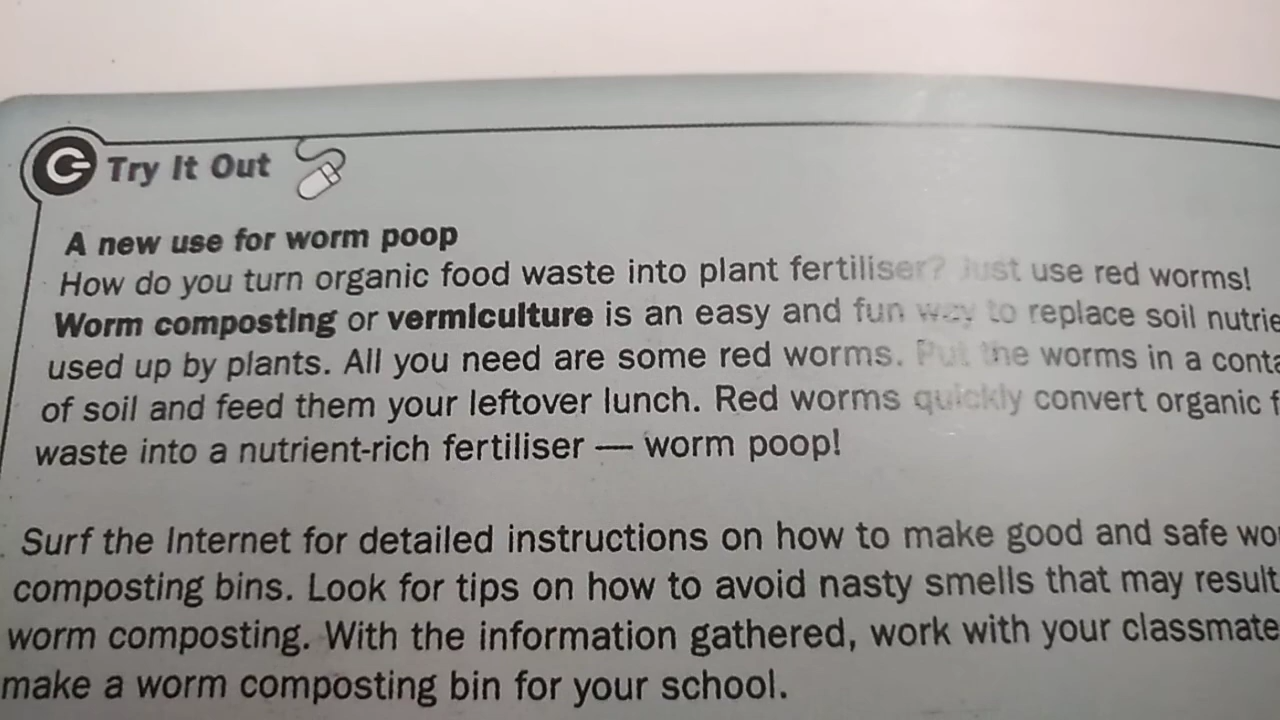 Try It Out
A new use for worm poop
How do you turn organic food waste into plant fertiliser? Just use red worms!
Worm composting or vermiculture is an easy and fun way to replace soil
used up by plants. All you need are some red worms. Put the worms in a
of soil and feed them your leftover lunch. Red worms quickly convert organic
waste into a nutrient-rich fertiliser — worm poop!
Surf the Internet for detailed instructions on how to make good and safe
composting bins. Look for tips on how to avoid nasty smells that may result
worm composting. With the information gathered, work with your
make a worm composting bin for your school.